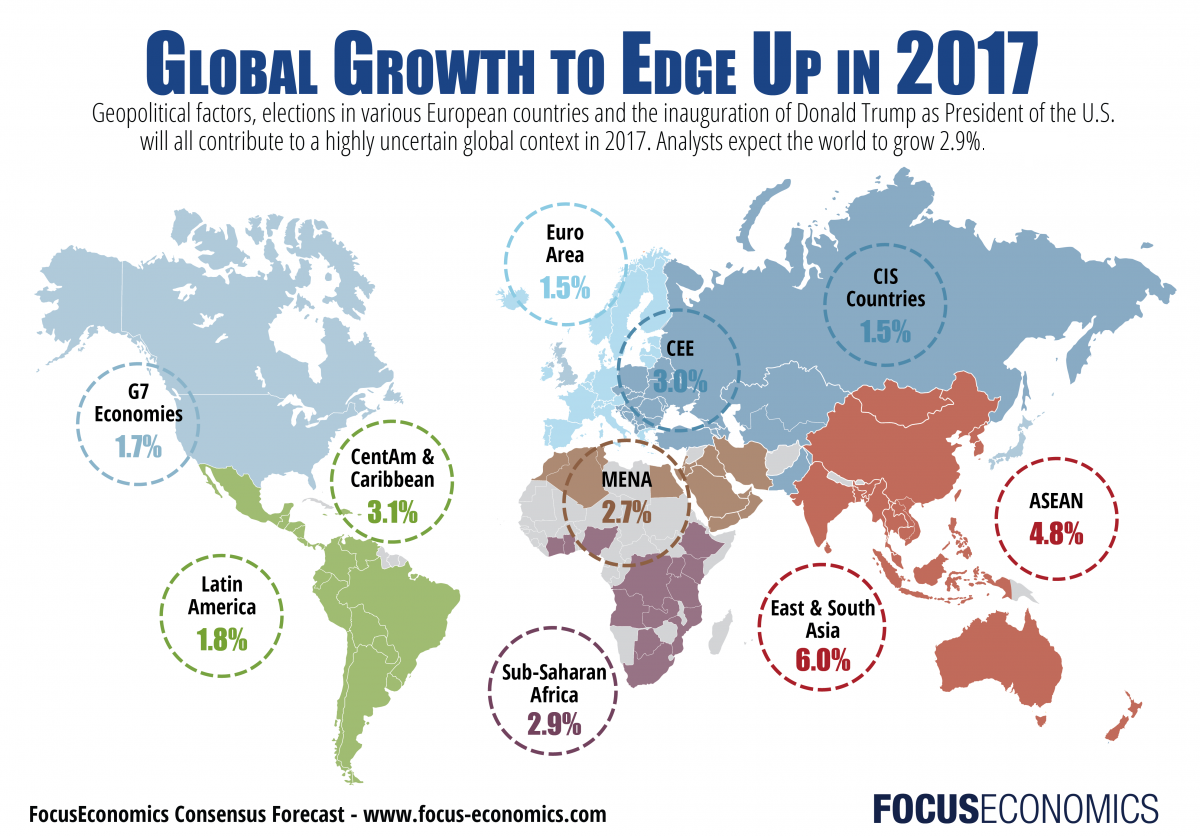 GLOBAL GROWTH TO EDGE UP IN 2017
Geopolitical factors, elections in various European countries and the inauguration of Donald Trump as President of the U.S.
will all contribute to a highly uncertain global context in 2017. Analysts expect the world to grow 2.9%.
Euro
Area
1.5%
CIS
Countries
1.5%
CEE
3.0%
G7
Economies
1.7%
CentAm &
Caribbean
3.1%
MENA
2.7%
ASEAN
4.8%
Latin
America
1.8%
East & South
Asia
6.0%
Sub-Saharan
Africa
2.9%
FocusEconomics Consensus Forecast - www.focus-economics.com
FOCUSECONOMICS